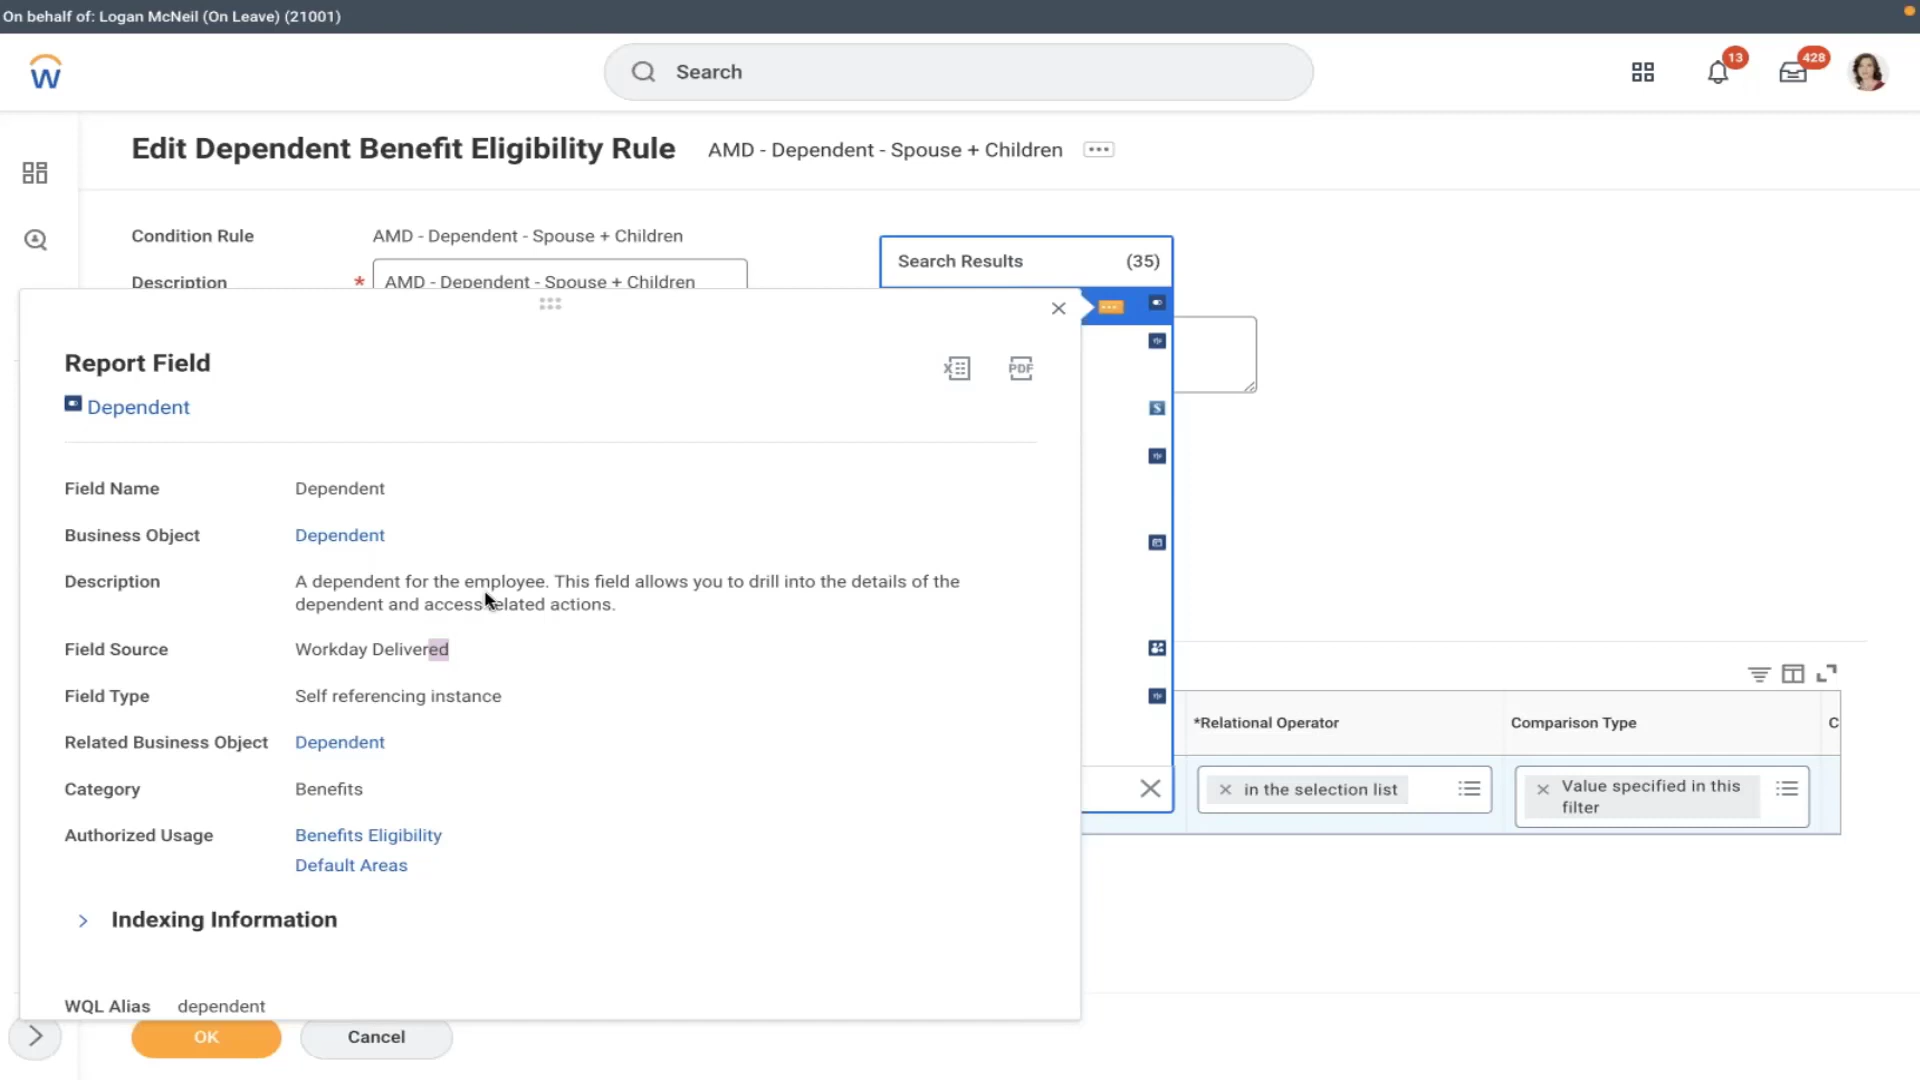 On behalf of: Logan McNeil (On Leave) (21001)
W
Search
13
428
Edit Dependent Benefit Eligibility Rule AMD - Dependent - Spouse + Children
Condition Rule AMD - Dependent - Spouse + Children
Description * AMD - Dependent - Spouse + Children
Search Results (35)
Report Field
X
PDF
Dependent
S
Field Name Dependent
Business Object Dependent
Description A dependent for the employee. This field allows you to drill into the details of the
dependent and access related actions.
Field Source Workday Delivered
Field Type Self referencing instance
Related Business Object Dependent
Category Benefits
Authorized Usage Benefits Eligibility
Default Areas
*Relational Operator Comparison Type C
in the selection list
Value specified in this
filter
Indexing Information
WQL Alias dependent
OK Cancel